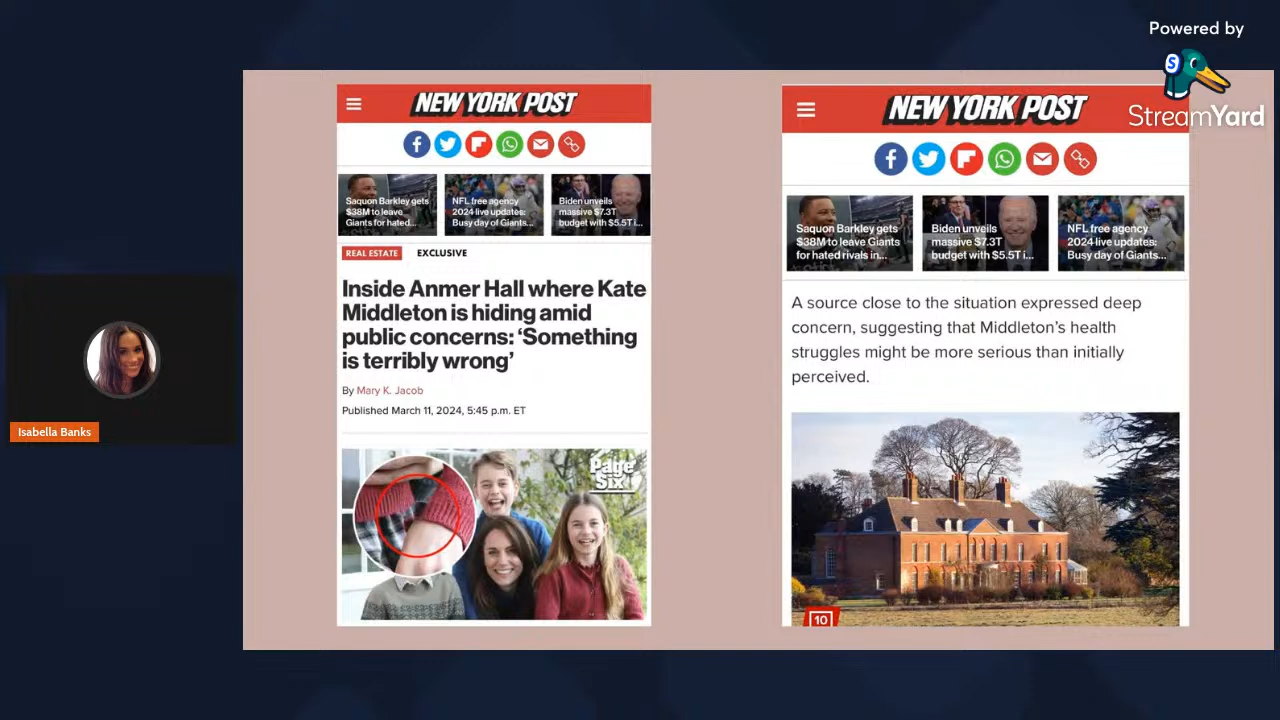 Powered by
S
StreamYard
Isabella Banks
NEW YORK POST
Saquon Barkley gets
$38M to leave
Giants for hated...
NFL free agency
2024 live updates:
Busy day of Giants...
Biden unveils
massive $7.3T
budget with $5.5T i...
REAL ESTATE
EXCLUSIVE
Inside Anmer Hall where Kate
Middleton is hiding amid
public concerns: ‘Something
is terribly wrong’
By Mary K. Jacob
Published March 11, 2024, 5:45 p.m. ET
Page
Six
NEW YORK POST
Saquon Barkley gets
$38M to leave Giants
for hated rivals in...
Biden unveils
massive $7.3T
budget with $5.5T i...
NFL free agency
2024 live updates:
Busy day of Giants...
A source close to the situation expressed deep
concern, suggesting that Middleton’s health
struggles might be more serious than initially
perceived.
10